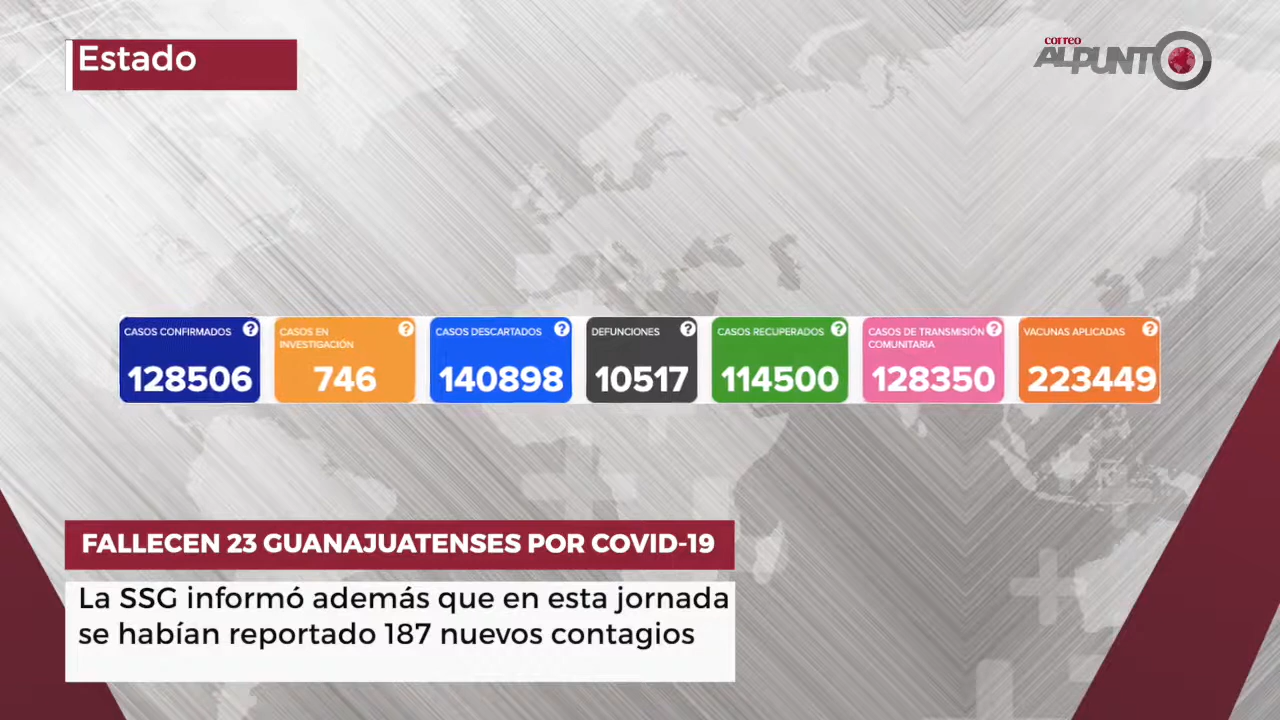 Estado
correo
ALPUNTO
CASOS CONFIRMADOS ?
128506
CASOS EN ?
INVESTIGACIÓN
746
CASOS DESCARTADOS ?
140898
DEFUNCIONES ?
10517
CASOS RECUPERADOS ?
114500
CASOS DE TRANSMISIÓN ?
COMUNITARIA
128350
VACUNAS APLICADAS ?
223449
FALLECEN 23 GUANAJUATENSES POR COVID-19
La SSG informó además que en esta jornada
se habían reportado 187 nuevos contagios